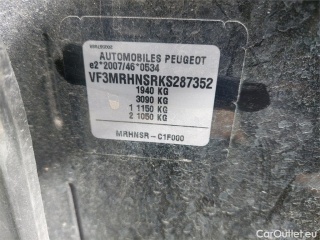 AUTOMOBILES PEUGEOT
e2*2007/46*0534
VF3MRHNSRKS287352
1940 KG
3090 KG
1 1150 KG
2 1050 KG
MRHNSR-C1F000
CarOutlet.eu